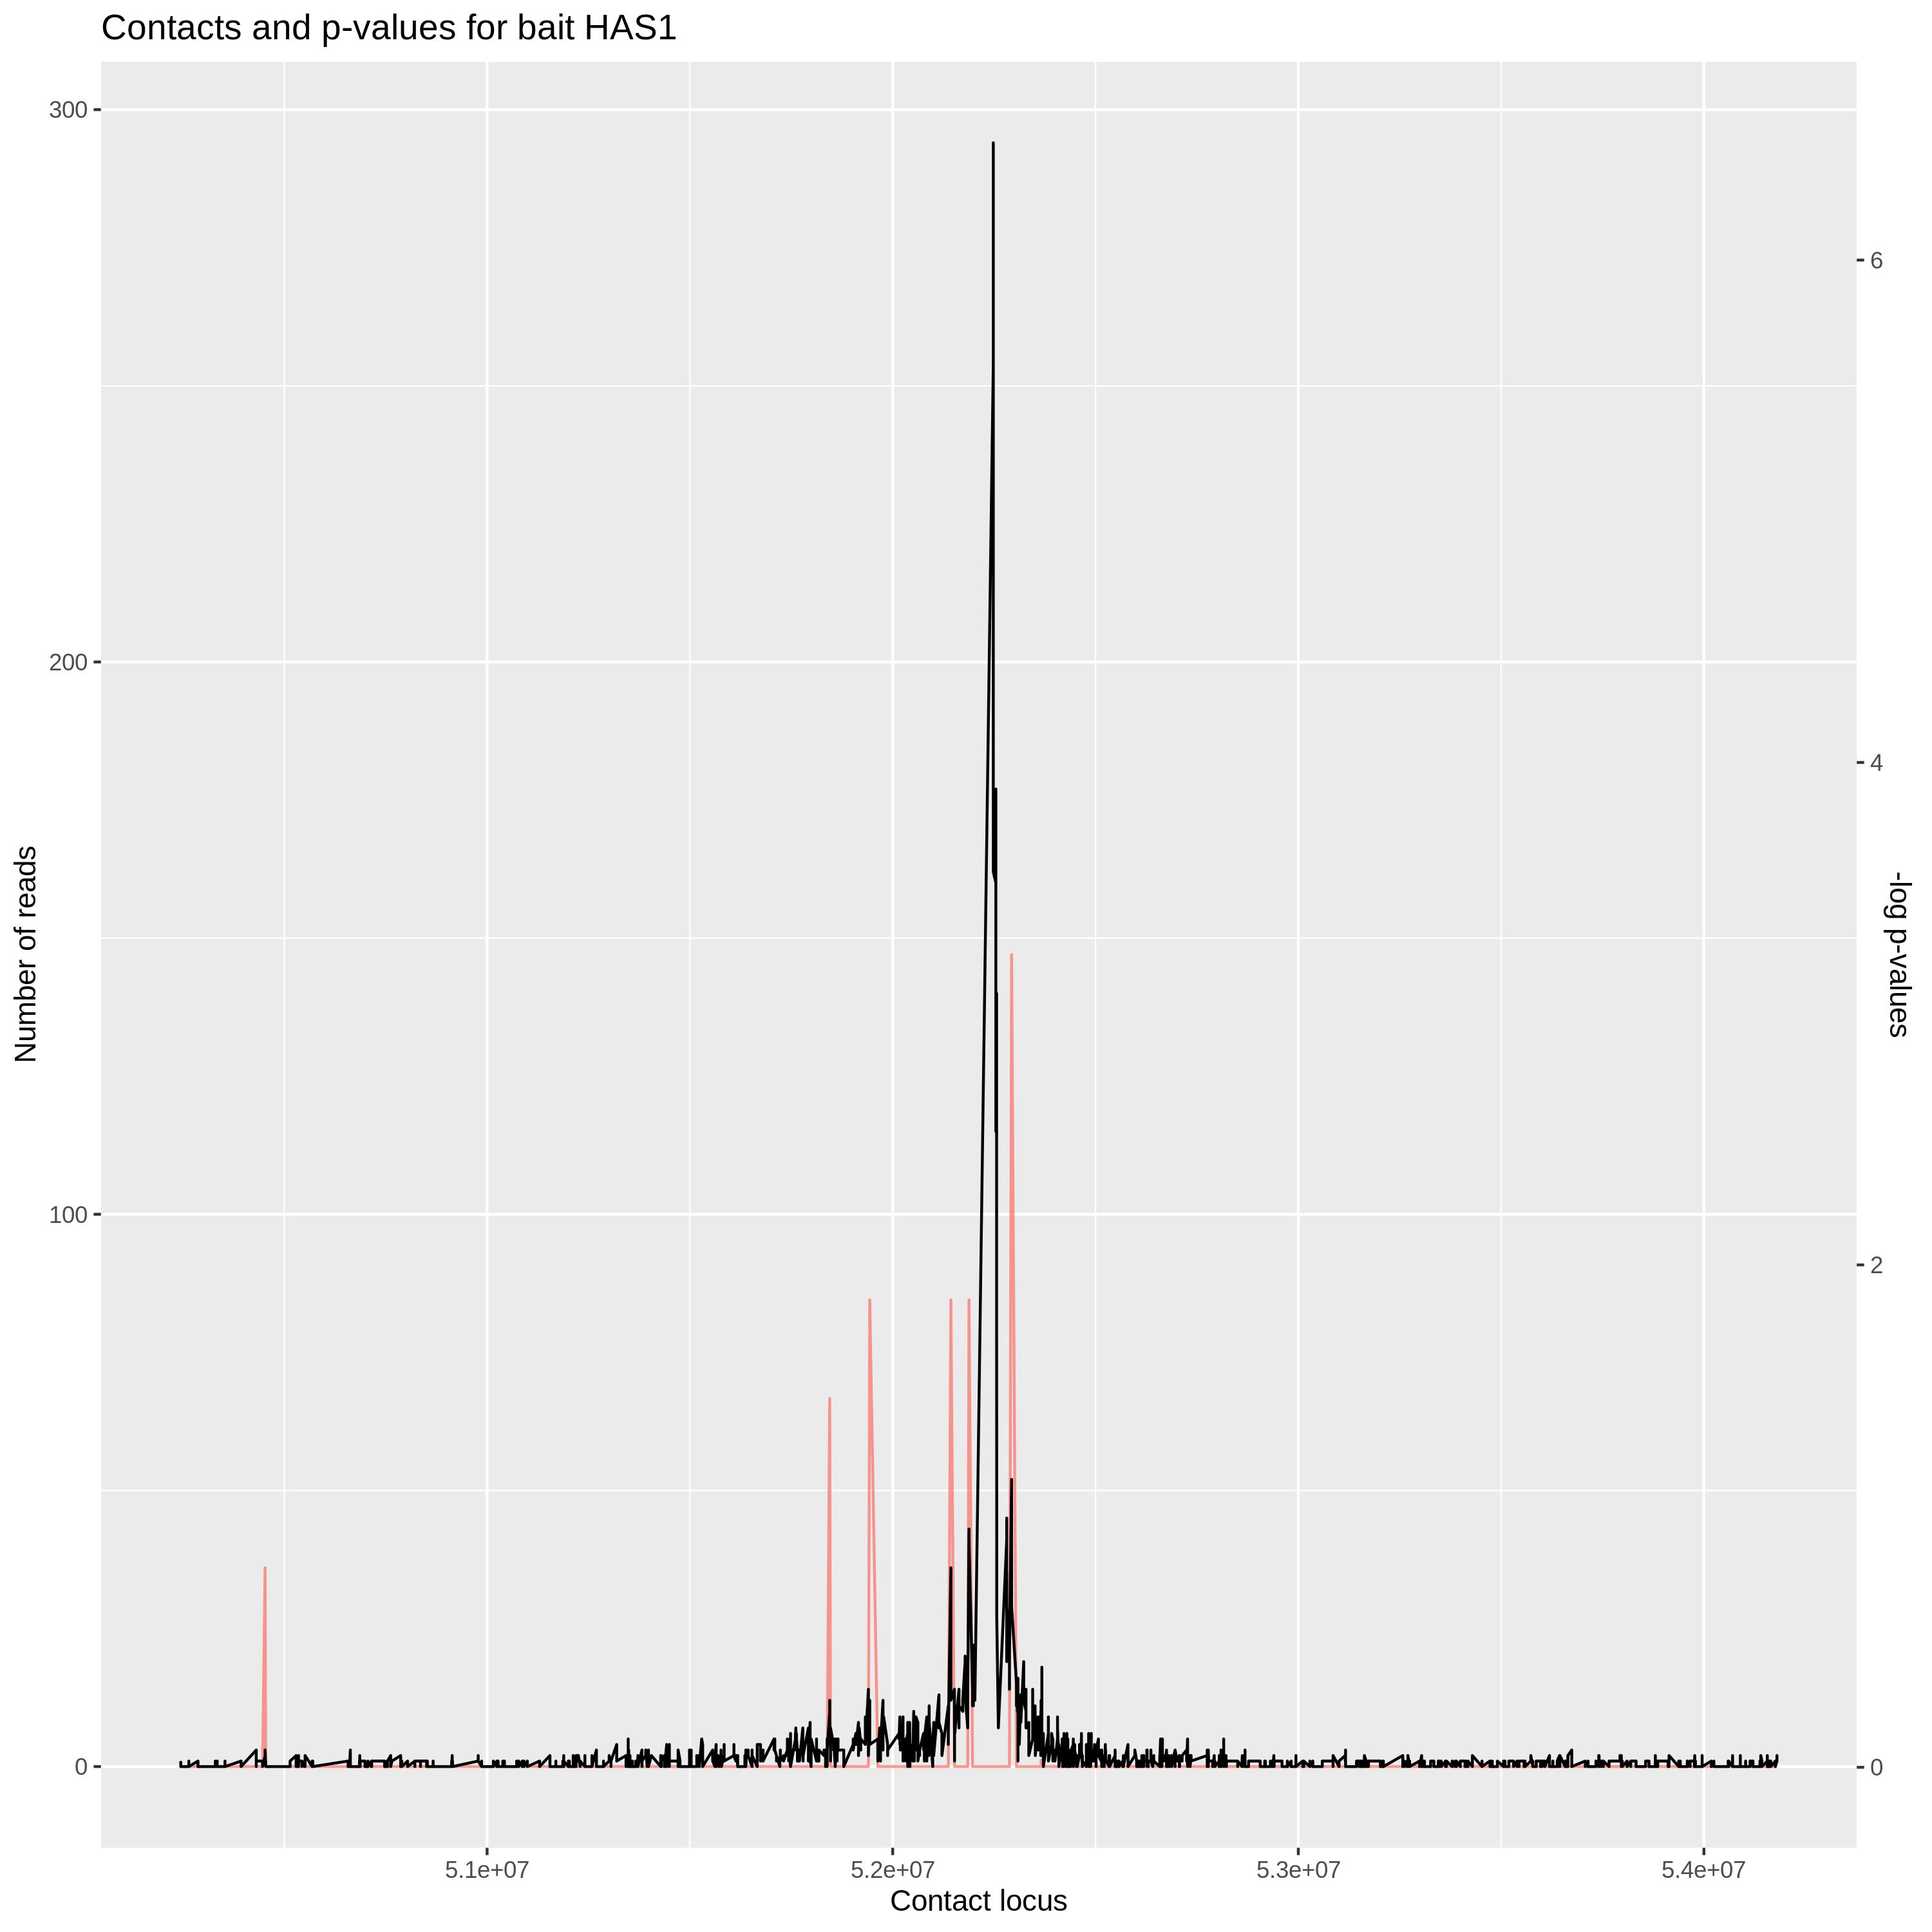 Contacts and p-values for bait HAS1
300
200
100
0
Number of reads
6
4
2
0
-log p-values
5.1e+07
5.2e+07
5.3e+07
5.4e+07
Contact locus